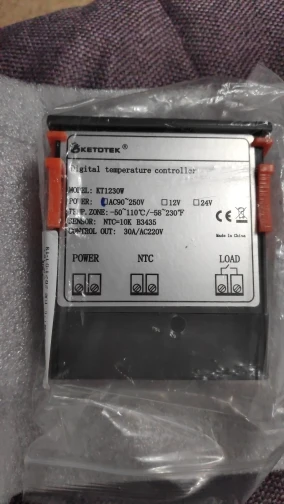 KETOTEK®
Digital temperature controller
MODEL: KT1230W
POWER: AC90~250V 12V 24V
TEMP.ZONE: -50~110℃/-58~230℉
SENSOR: NTC=10K B3435
CONTROL OUT: 30A/AC220V
CE
Made in China
POWER NTC LOAD